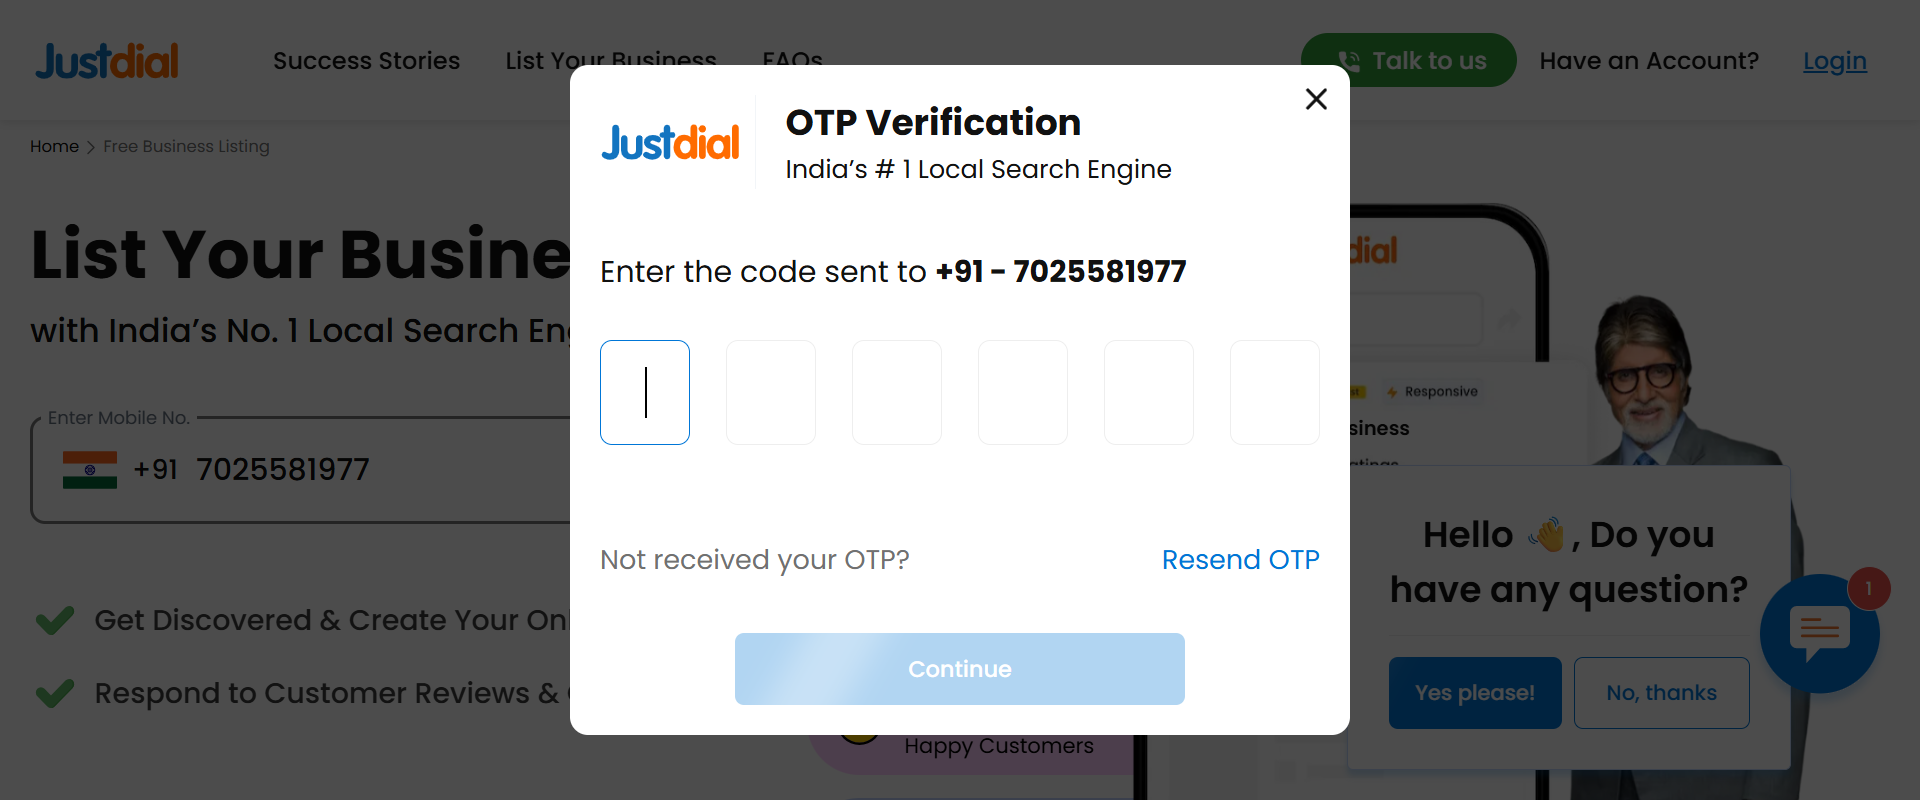 Justdial
Success Stories
List Your Business
FAQs
Talk to us
Have an Account?
Login
Home
Free Business Listing
List Your Busine
with India's No. 1 Local Search En
Enter Mobile No.
+91 7025581977
Get Discovered & Create Your Onl
Respond to Customer Reviews &
Justdial
OTP Verification
India's # 1 Local Search Engine
Enter the code sent to +91 - 7025581977
Not received your OTP?
Resend OTP
Continue
Happy Customers
dial
Responsive
siness
Hello 👋, Do you
have any question?
Yes please!
No, thanks
1